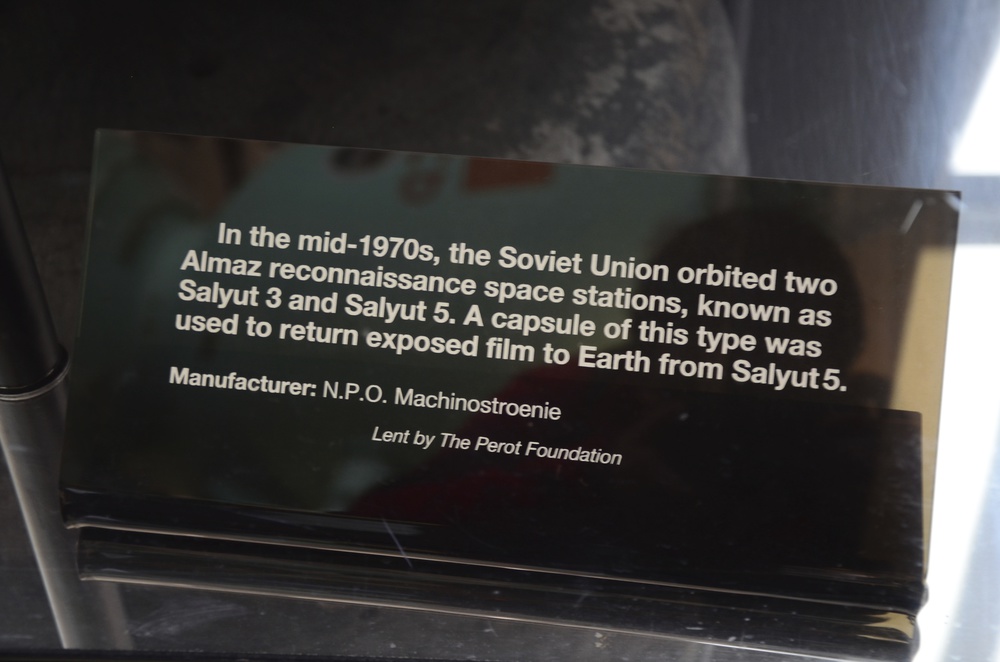 In the mid-1970s, the Soviet Union orbited two
Almaz reconnaissance space stations, known as
Salyut 3 and Salyut 5. A capsule of this type was
used to return exposed film to Earth from Salyut 5.
Manufacturer: N.P.O. Machinostroenie
Lent by The Perot Foundation